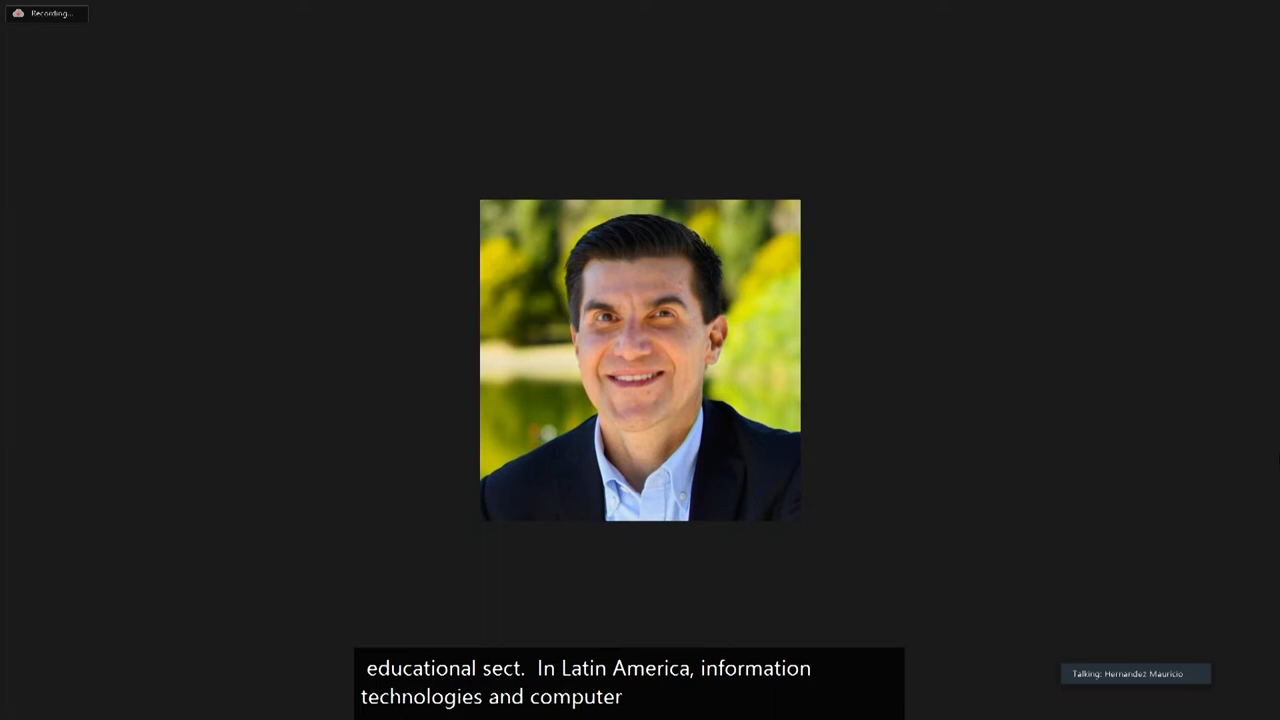 Recording...
educational sect. In Latin America, information
technologies and computer
Talking: Hernandez Mauricio